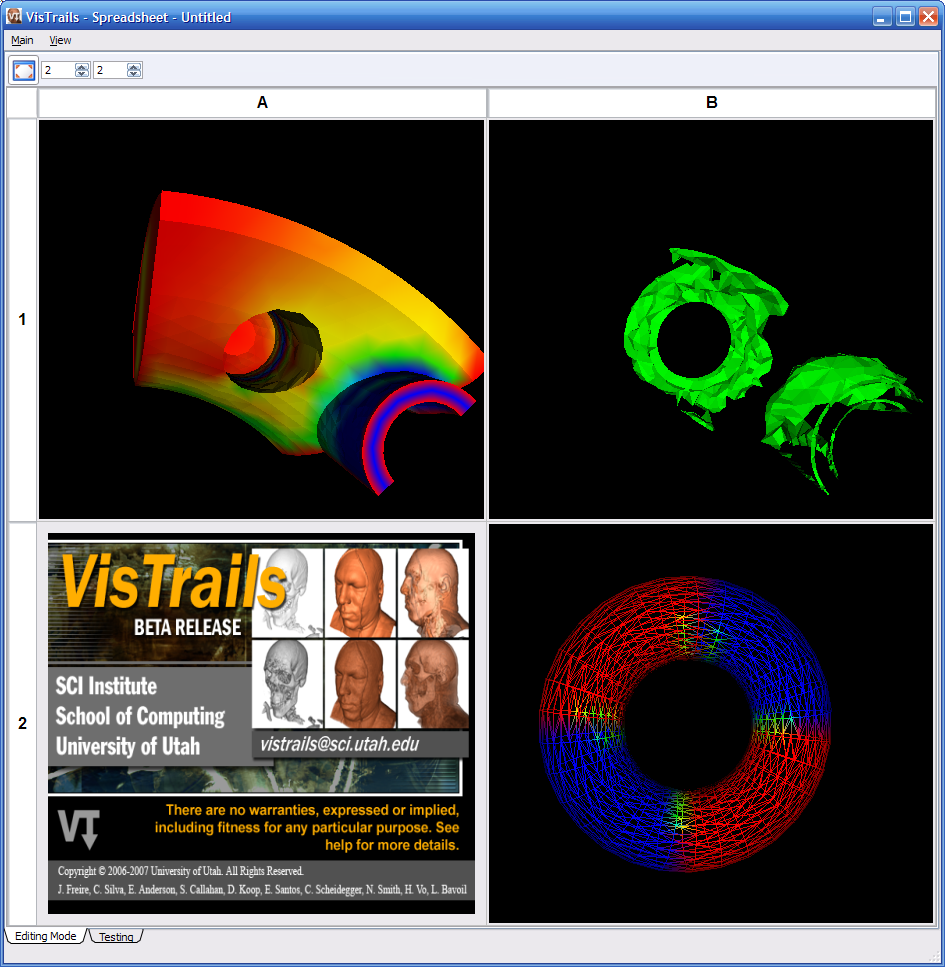 VisTrails - Spreadsheet - Untitled
Main View
2 2
A B
1
VisTrails
BETA RELEASE
SCI Institute
School of Computing
University of Utah
vistrails@sci.utah.edu
VT
There are no warranties, expressed or implied,
including fitness for any particular purpose. See
help for more details.
Copyright © 2006-2007 University of Utah. All Rights Reserved.
J. Freire, C. Silva, E. Anderson, S. Callahan, D. Koop, E. Santos, C. Scheidegger, N. Smith, H. Vo, L. Bavoil
2
Editing Mode Testing